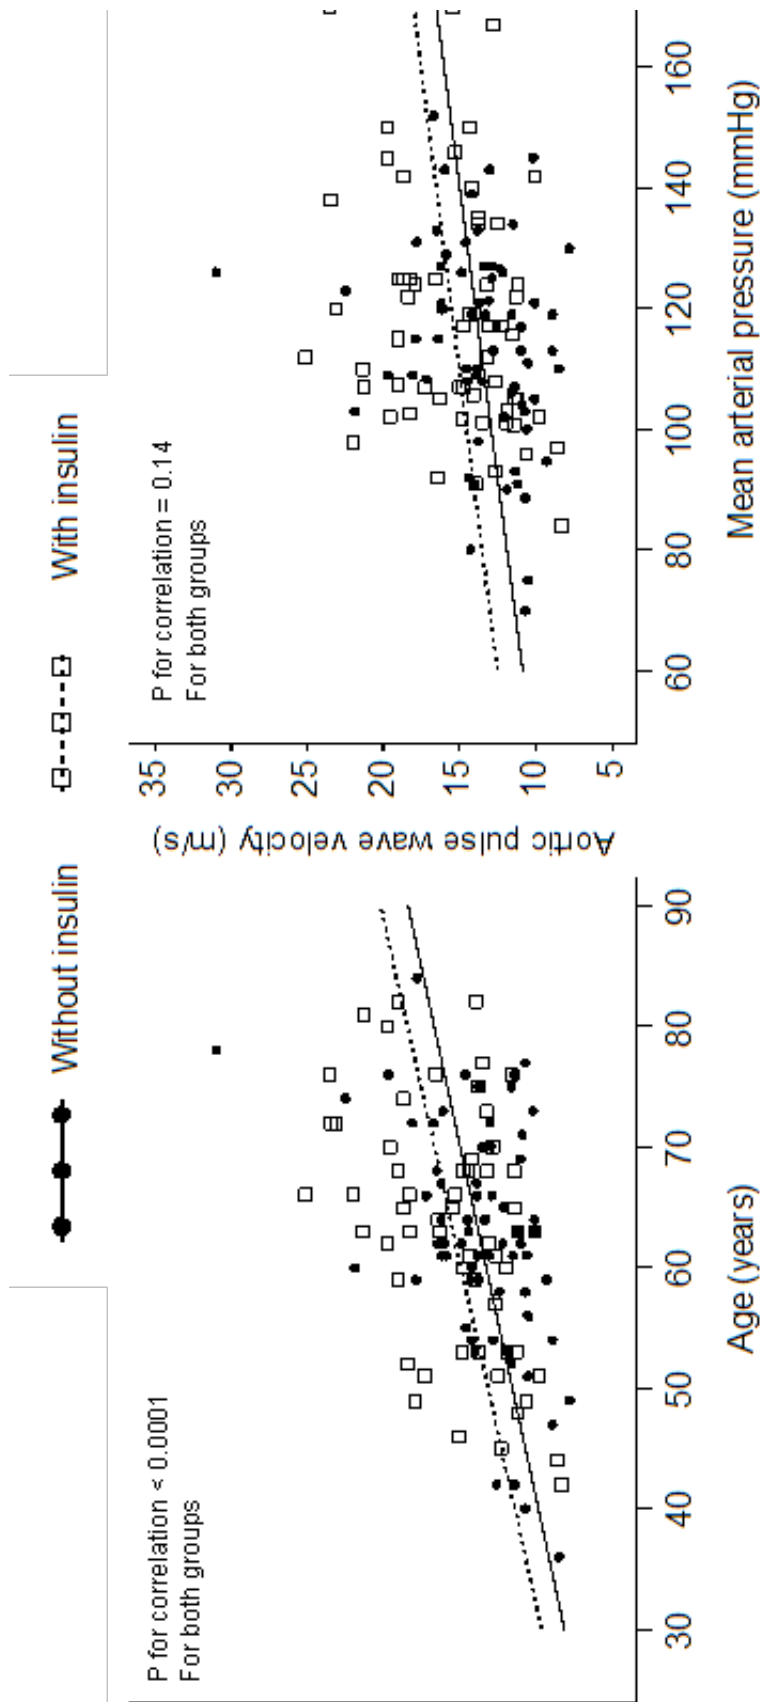 Without insulin
With insulin
P for correlation < 0.0001
For both groups
30 40 50 60 70 80 90
Age (years)
Aortic pulse wave velocity (m/s)
35
30
25
20
15
10
5
P for correlation = 0.14
For both groups
60 80 100 120 140 160
Mean arterial pressure (mmHg)